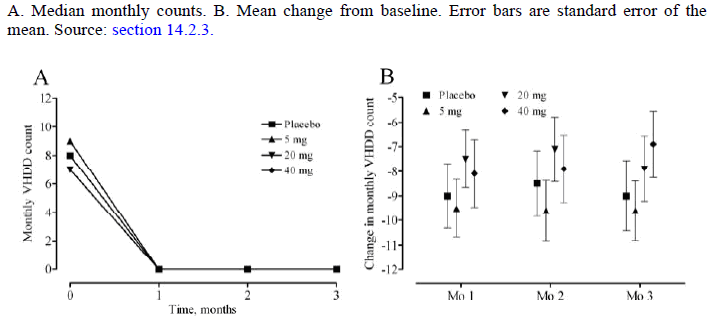 A. Median monthly counts. B. Mean change from baseline. Error bars are standard error of the
mean. Source: section 14.2.3.
A
Monthly VHDD count
12
10
8
6
4
2
0
0 1 2 3
Time, months
Placebo
5 mg
20 mg
40 mg
B
Change in monthly VHDD count
-5
-6
-7
-8
-9
-10
-11
-12
Placebo 20 mg
5 mg 40 mg
Mo 1 Mo 2 Mo 3